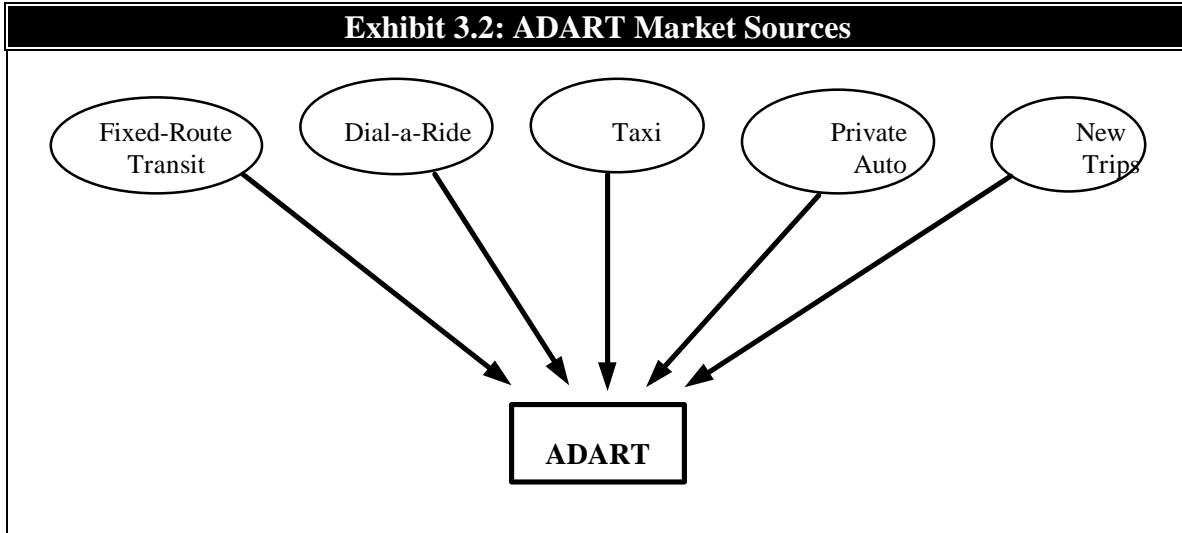 Exhibit 3.2: ADART Market Sources
Fixed-Route
Transit
Dial-a-Ride
Taxi
Private
Auto
New
Trips
ADART